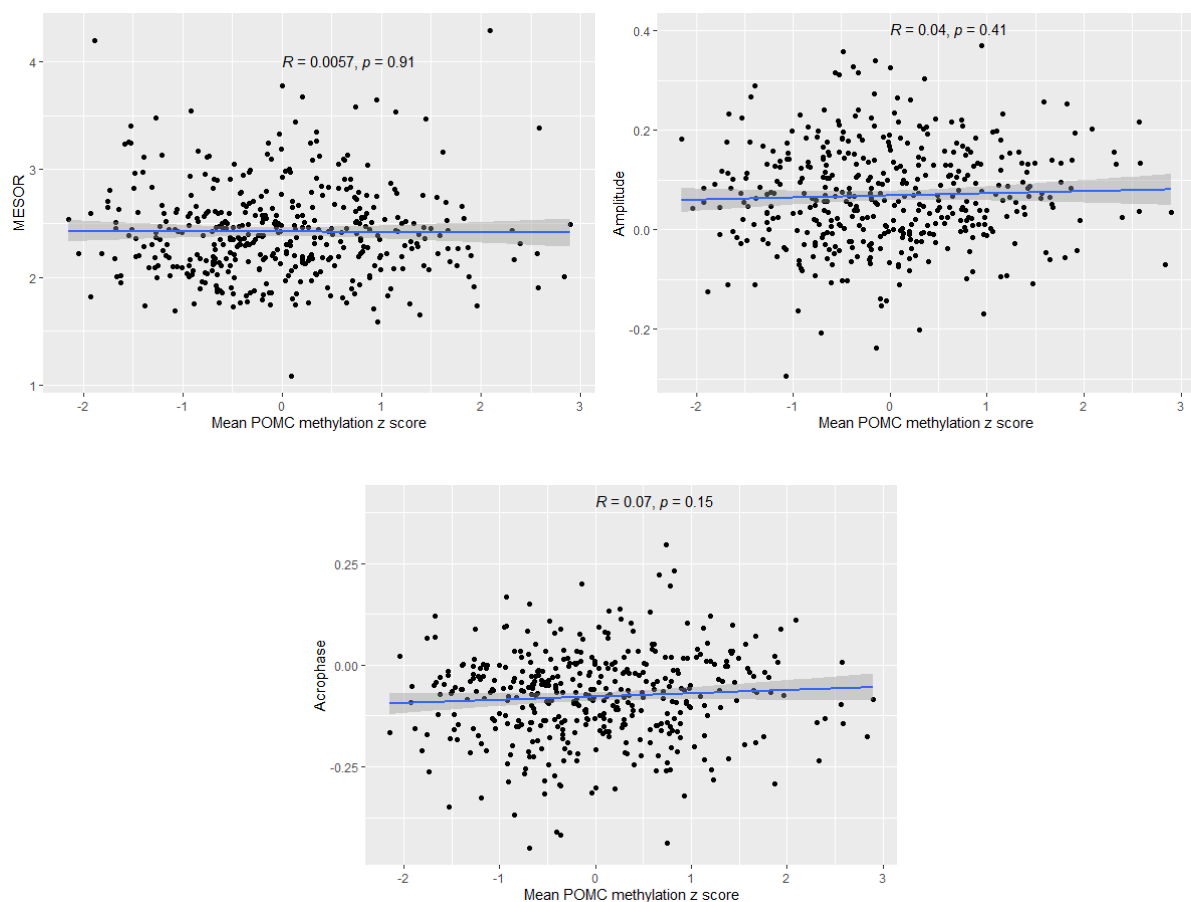 R = 0.0057, p = 0.91
MESOR
4
3
2
1
-2 -1 0 1 2 3
Mean POMC methylation z score
R = 0.04, p = 0.41
Amplitude
0.4
0.2
0.0
-0.2
-2 -1 0 1 2 3
Mean POMC methylation z score
R = 0.07, p = 0.15
Acrophase
0.25
0.00
-0.25
-2 -1 0 1 2 3
Mean POMC methylation z score